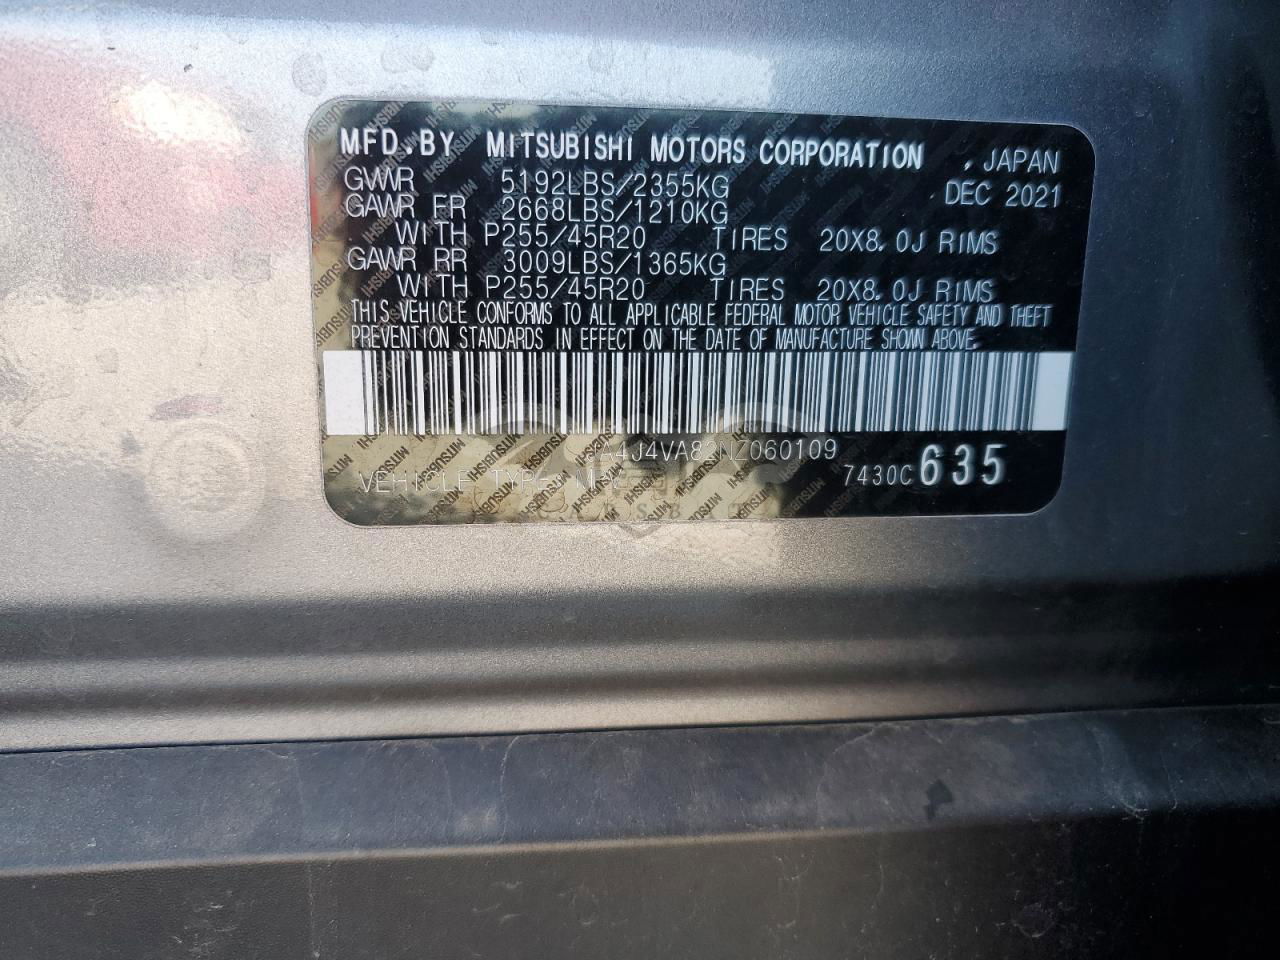 MFD.BY MITSUBISHI MOTORS CORPORATION , JAPAN
GVWR 5192LBS/2355KG DEC 2021
GAWR FR 2668LBS/1210KG
WITH P255/45R20 TIRES 20X8.0J RIMS
GAWR RR 3009LBS/1365KG
WITH P255/45R20 TIRES 20X8.0J RIMS
THIS VEHICLE CONFORMS TO ALL APPLICABLE FEDERAL MOTOR VEHICLE SAFETY AND THEFT
PREVENTION STANDARDS IN EFFECT ON THE DATE OF MANUFACTURE SHOWN ABOVE.
JA4J4VA82NZ060109
VEHICLE TYPE 7430C 635